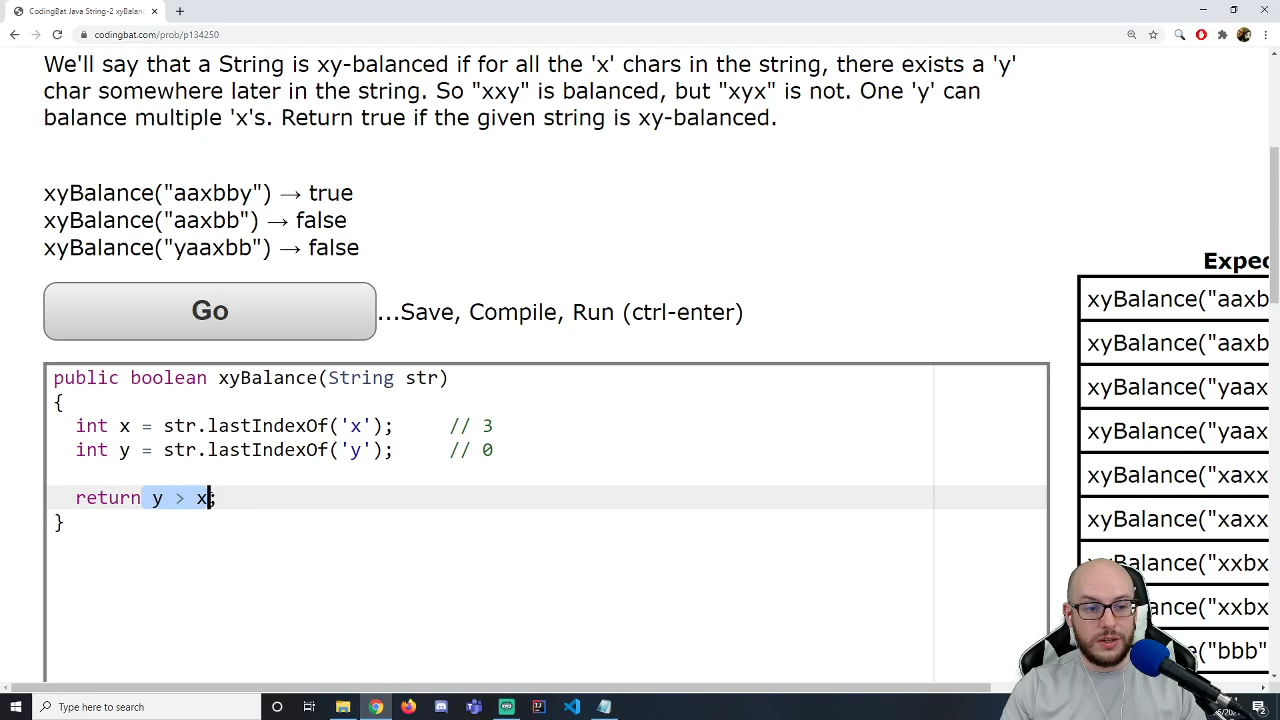 CodingBat Java String-2 xyBalan
codingbat.com/prob/p134250
We'll say that a String is xy-balanced if for all the 'x' chars in the string, there exists a 'y'
char somewhere later in the string. So "xxy" is balanced, but "xyx" is not. One 'y' can
balance multiple 'x's. Return true if the given string is xy-balanced.
xyBalance("aaxbby") → true
xyBalance("aaxbb") → false
xyBalance("yaaxbb") → false
Go
...Save, Compile, Run (ctrl-enter)
public boolean xyBalance(String str)
{
int x = str.lastIndexOf('x'); // 3
int y = str.lastIndexOf('y'); // 0
return y > x;
}
Expec
xyBalance("aaxb
xyBalance("aaxb
xyBalance("yaax
xyBalance("yaax
xyBalance("xaxx
xyBalance("xaxx
xyBalance("xxbx
ance("xxbx
e("bbb"
Type here to search